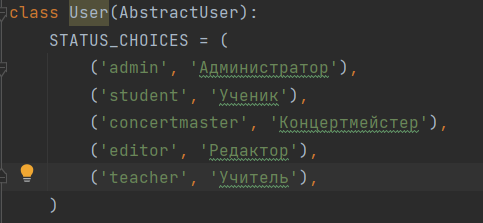 class User(AbstractUser):
STATUS_CHOICES = (
('admin', 'Администратор'),
('student', 'Ученик'),
('concertmaster', 'Концертмейстер'),
('editor', 'Редактор'),
('teacher', 'Учитель'),
)